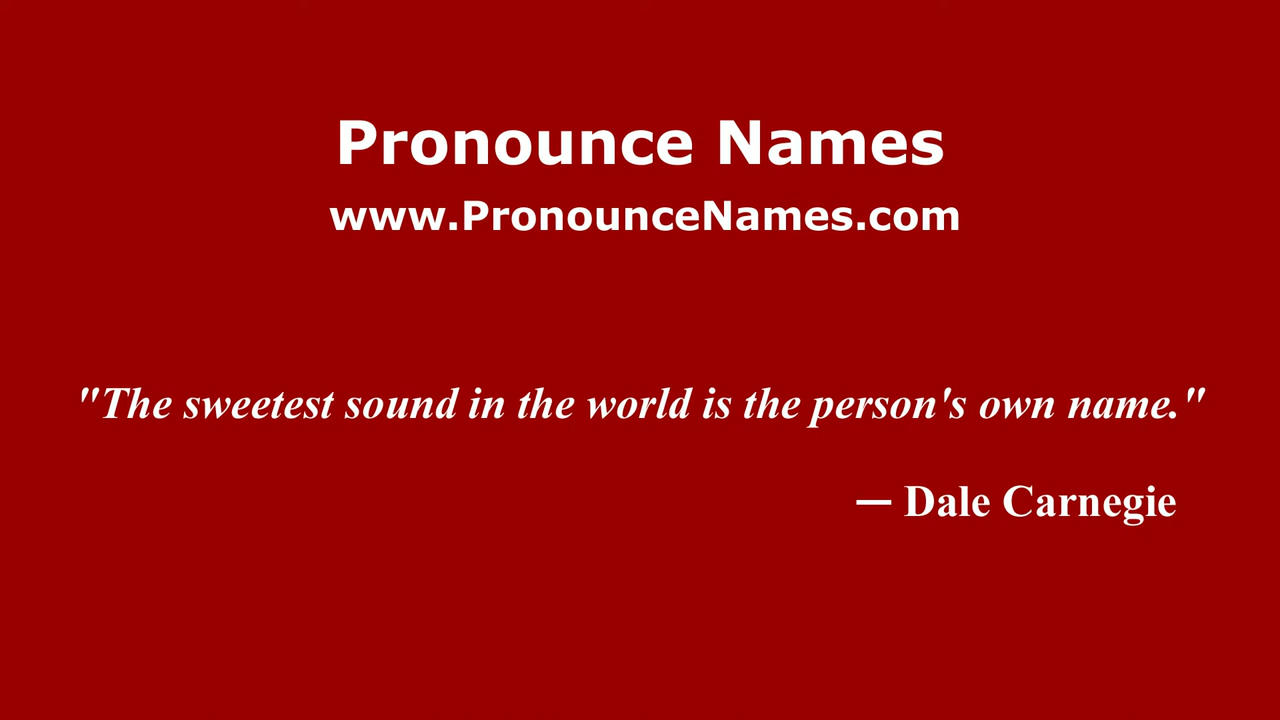 Pronounce Names
www.PronounceNames.com
"The sweetest sound in the world is the person's own name."
— Dale Carnegie